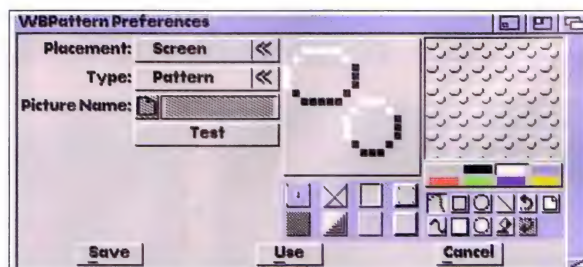 WBPattern Preferences
Placement: Screen
Type: Pattern
Picture Name:
Test
Save Use Cancel